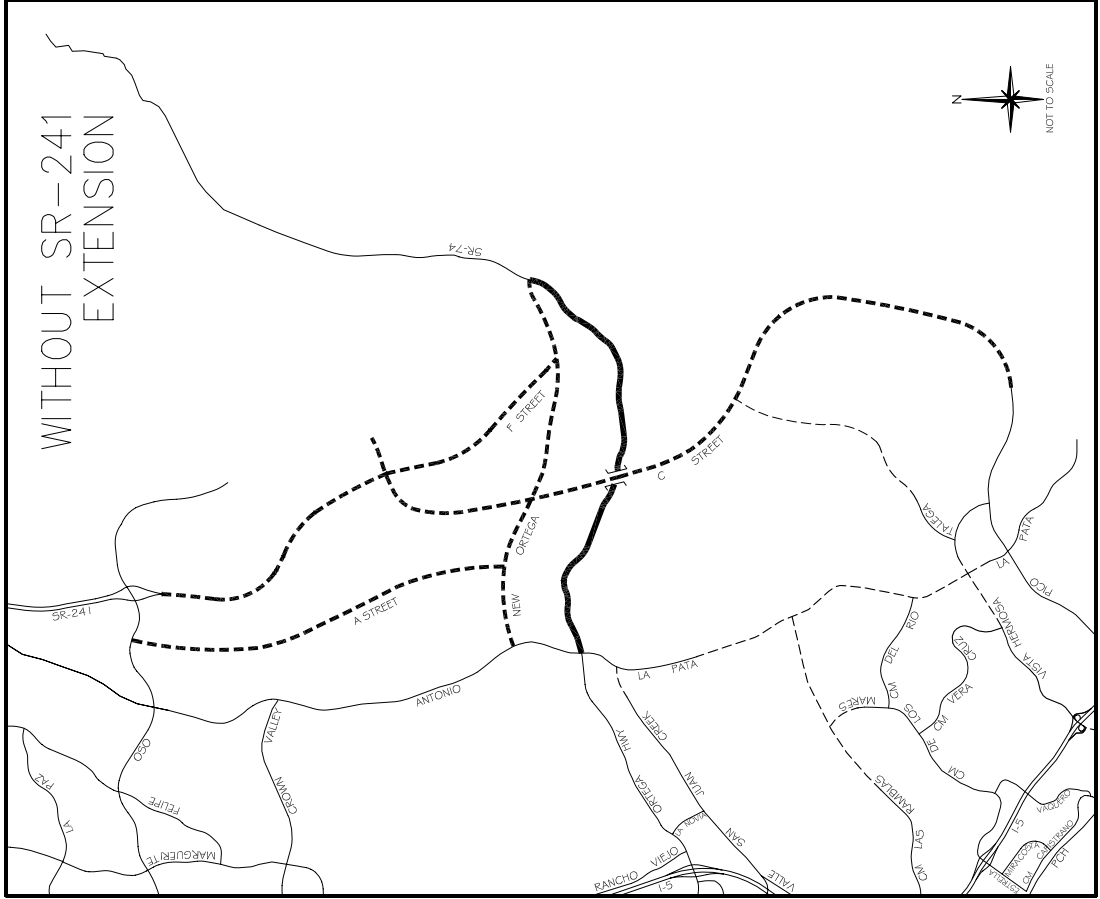 WITHOUT SR-241
EXTENSION
N
NOT TO SCALE
SR-74
F STREET
C STREET
A STREET
NEW ORTEGA
SR-241
ANTONIO
LA PATA
OSO
LA PAZ
FELIPE
MARGUERITE
CROWN VALLEY
ORTEGA HWY
SAN JUAN CREEK
LA NOVIA
RANCHO VIEJO
I-5
VALLE
TALEGA
LA PATA
PICO
VISTA HERMOSA
CM DEL RIO
CM DE LOS MARES
CM VERA CRUZ
CM LAS RAMBLAS
I-5
VAQUERO
ESTRELLA
MIRACOSTA
CM CAPISTRANO
PCH